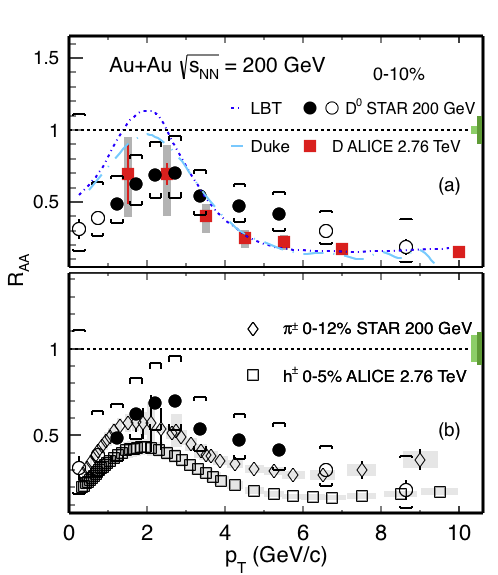 Au+Au √sNN = 200 GeV
0-10%
LBT
D0 STAR 200 GeV
Duke
D ALICE 2.76 TeV
(a)
1.5
1
0.5
RAA
π± 0-12% STAR 200 GeV
h± 0-5% ALICE 2.76 TeV
(b)
1
0.5
0 2 4 6 8 10
pT (GeV/c)